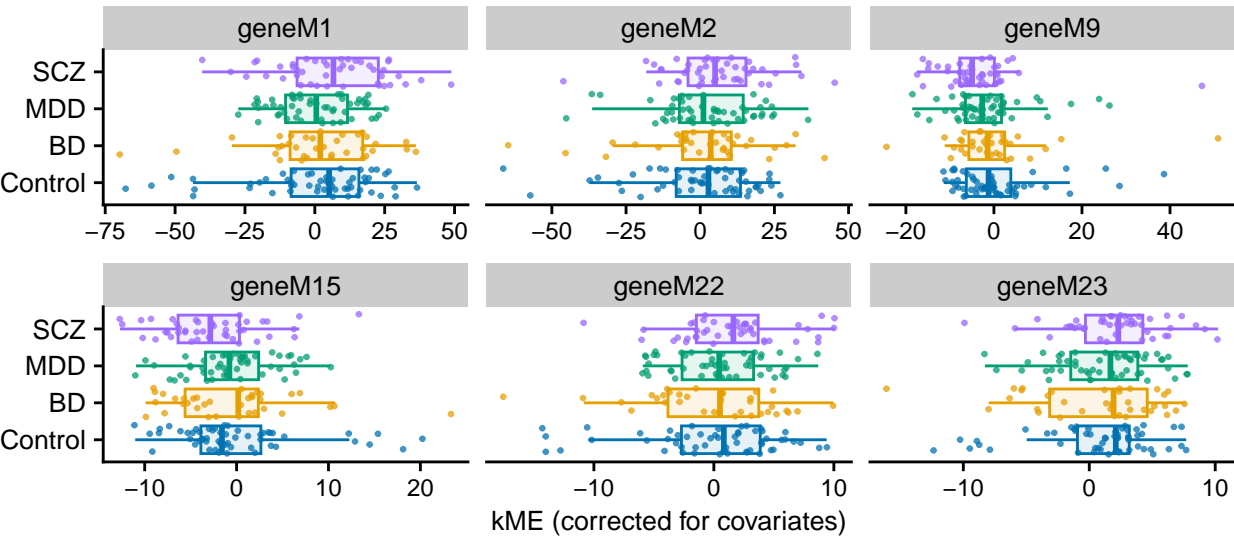 geneM1 geneM2 geneM9
SCZ
MDD
BD
Control
−75 −50 −25 0 25 50 −50 −25 0 25 50 −20 0 20 40
geneM15 geneM22 geneM23
SCZ
MDD
BD
Control
−10 0 10 20 −10 0 10 −10 0 10
kME (corrected for covariates)